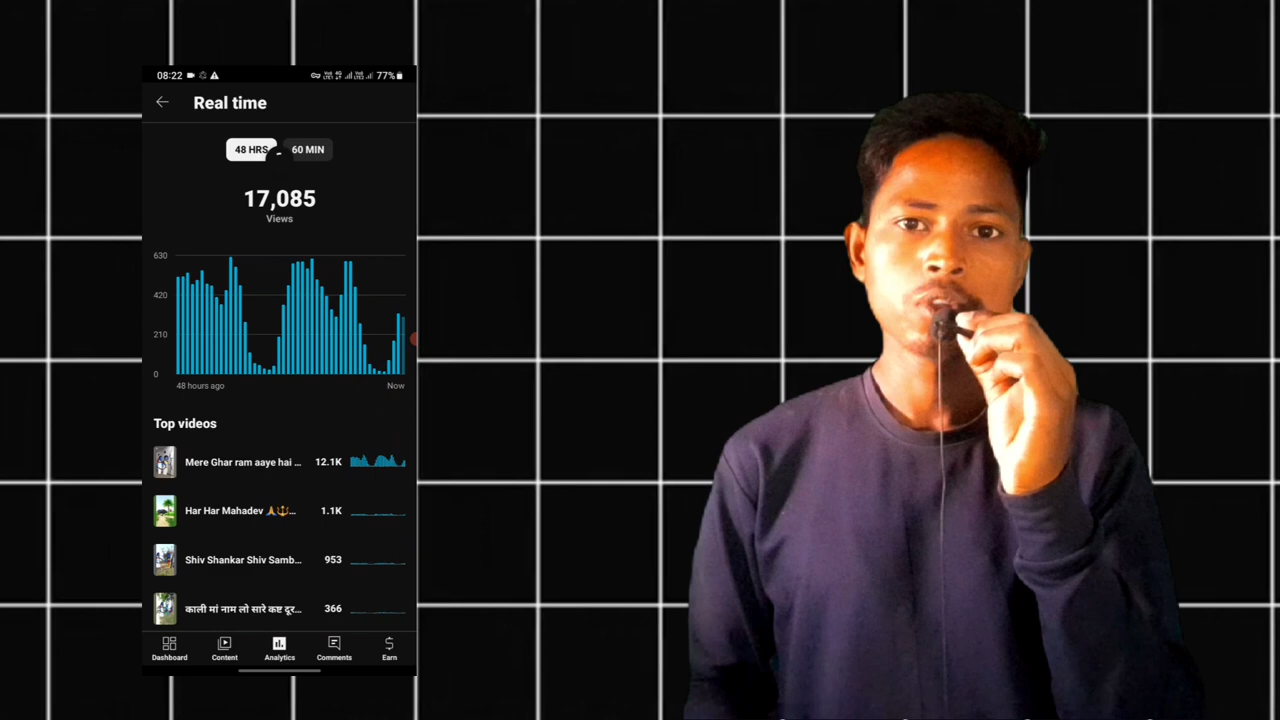 08:22 77%
Real time
48 HRS 60 MIN
17,085
Views
630
420
210
0
48 hours ago Now
Top videos
Mere Ghar ram aaye hai ... 12.1K
Har Har Mahadev 🙏🔱... 1.1K
Shiv Shankar Shiv Samb... 953
काली मां नाम लो सारे कष्ट दूर... 366
Dashboard Content Analytics Comments Earn